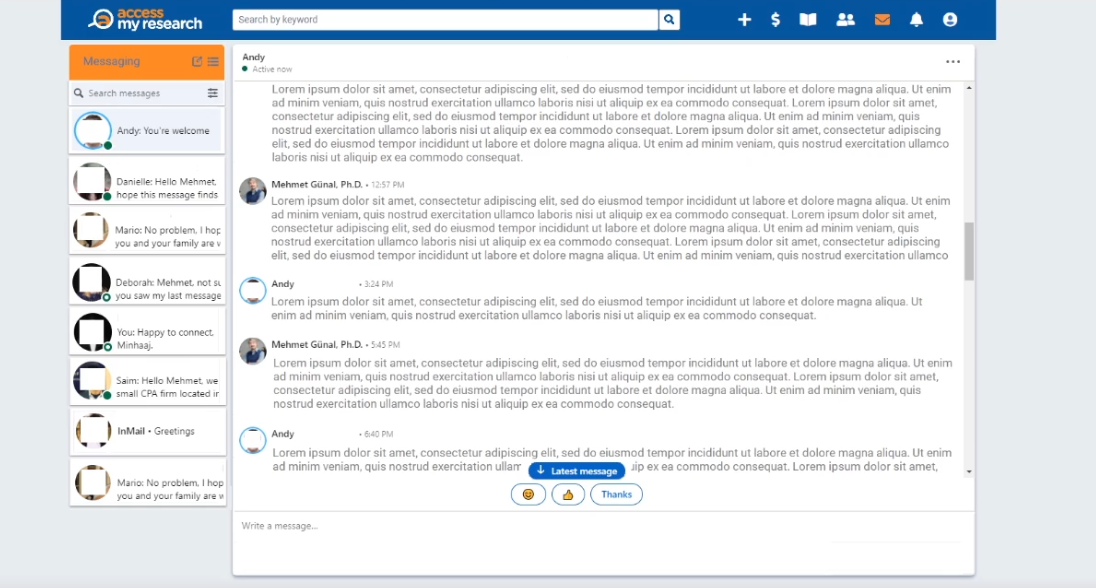 access
my research
Search by keyword
Messaging
Search messages
Andy: You're welcome
Danielle: Hello Mehmet,
hope this message finds
Mario: No problem, I hop
you and your family are v
Deborah: Mehmet, not su
you saw my last message
You: Happy to connect,
Minhaaj.
Saim: Hello Mehmet, we
small CPA firm located in
InMail • Greetings
Mario: No problem, I hop
you and your family are w
Andy
Active now
Lorem ipsum dolor sit amet, consectetur adipiscing elit, sed do eiusmod tempor incididunt ut labore et dolore magna aliqua. Ut enim
ad minim veniam, quis nostrud exercitation ullamco laboris nisi ut aliquip ex ea commodo consequat. Lorem ipsum dolor sit amet,
consectetur adipiscing elit, sed do eiusmod tempor incididunt ut labore et dolore magna aliqua. Ut enim ad minim veniam, quis
nostrud exercitation ullamco laboris nisi ut aliquip ex ea commodo consequat. Lorem ipsum dolor sit amet, consectetur adipiscing
elit, sed do eiusmod tempor incididunt ut labore et dolore magna aliqua. Ut enim ad minim veniam, quis nostrud exercitation ullamco
laboris nisi ut aliquip ex ea commodo consequat.
Mehmet Günal, Ph.D. • 12:57 PM
Lorem ipsum dolor sit amet, consectetur adipiscing elit, sed do eiusmod tempor incididunt ut labore et dolore magna aliqua. Ut enim
ad minim veniam, quis nostrud exercitation ullamco laboris nisi ut aliquip ex ea commodo consequat. Lorem ipsum dolor sit amet,
consectetur adipiscing elit, sed do eiusmod tempor incididunt ut labore et dolore magna aliqua. Ut enim ad minim veniam, quis
nostrud exercitation ullamco laboris nisi ut aliquip ex ea commodo consequat. Lorem ipsum dolor sit amet, consectetur adipiscing
elit, sed do eiusmod tempor incididunt ut labore et dolore magna aliqua. Ut enim ad minim veniam, quis nostrud exercitation ullamco
Andy • 3:24 PM
Lorem ipsum dolor sit amet, consectetur adipiscing elit, sed do eiusmod tempor incididunt ut labore et dolore magna aliqua. Ut
enim ad minim veniam, quis nostrud exercitation ullamco laboris nisi ut aliquip ex ea commodo consequat.
Mehmet Günal, Ph.D. • 5:45 PM
Lorem ipsum dolor sit amet, consectetur adipiscing elit, sed do eiusmod tempor incididunt ut labore et dolore magna aliqua. Ut enim
ad minim veniam, quis nostrud exercitation ullamco laboris nisi ut aliquip ex ea commodo consequat. Lorem ipsum dolor sit amet,
consectetur adipiscing elit, sed do eiusmod tempor incididunt ut labore et dolore magna aliqua. Ut enim ad minim veniam, quis
nostrud exercitation ullamco laboris nisi ut aliquip ex ea commodo consequat.
Andy • 6:40 PM
Lorem ipsum dolor sit amet, consectetur adipiscing elit, sed do eiusmod tempor incididunt ut labore et dolore magna aliqua. Ut enim
ad minim veniam, quis nostrud exercitation ullam uip ex ea commodo consequat. Lorem ipsum dolor sit amet,
Latest message
Thanks
Write a message...